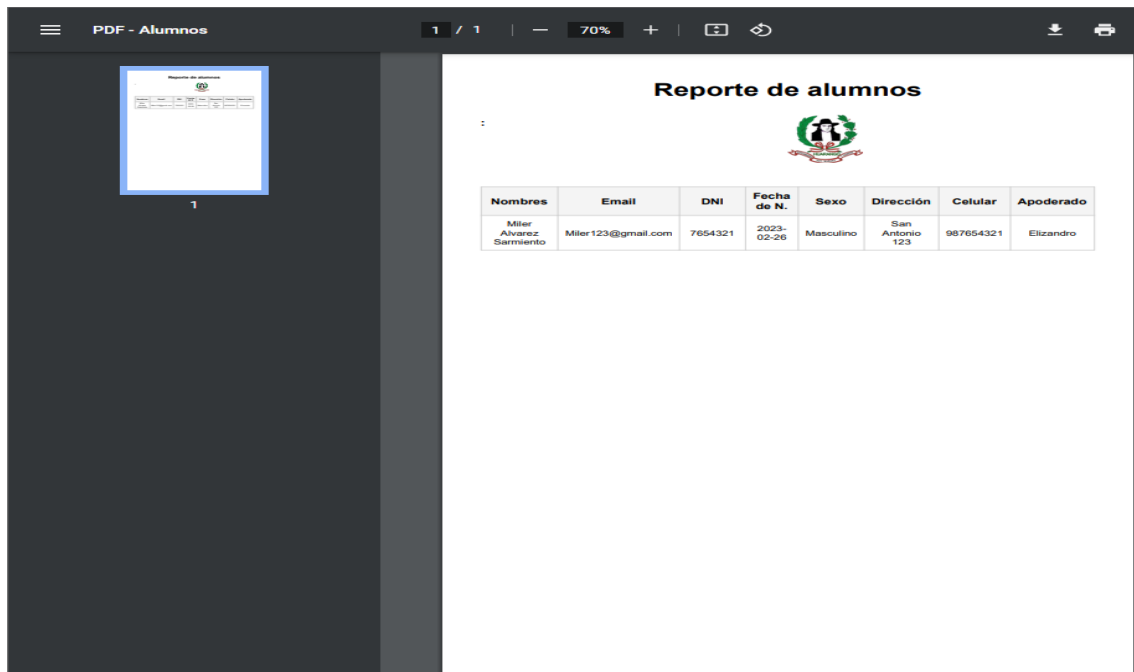 PDF - Alumnos
1 / 1
70%
1
Reporte de alumnos
:
Nombres Email DNI Fecha de N. Sexo Dirección Celular Apoderado
Miler Alvarez Sarmiento Miler123@gmail.com 7654321 2023-02-26 Masculino San Antonio 123 987654321 Elizandro